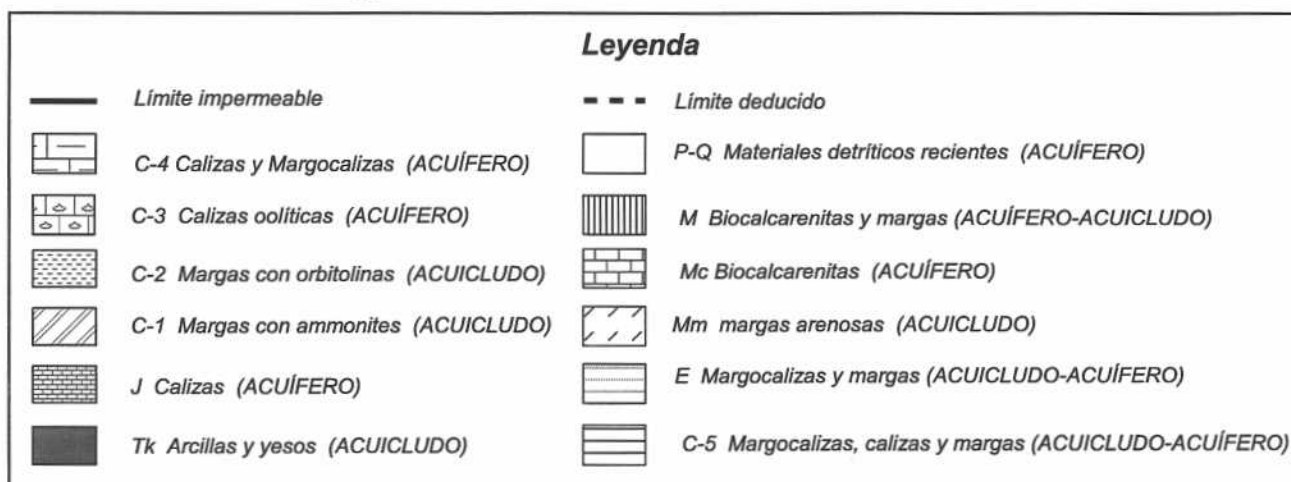 Leyenda
Límite impermeable
Límite deducido
C-4 Calizas y Margocalizas (ACUÍFERO)
P-Q Materiales detríticos recientes (ACUÍFERO)
C-3 Calizas oolíticas (ACUÍFERO)
M Biocalcarenitas y margas (ACUÍFERO-ACUICLUDO)
C-2 Margas con orbitolinas (ACUICLUDO)
Mc Biocalcarenitas (ACUÍFERO)
C-1 Margas con ammonites (ACUICLUDO)
Mm margas arenosas (ACUICLUDO)
J Calizas (ACUÍFERO)
E Margocalizas y margas (ACUICLUDO-ACUÍFERO)
Tk Arcillas y yesos (ACUICLUDO)
C-5 Margocalizas, calizas y margas (ACUICLUDO-ACUÍFERO)